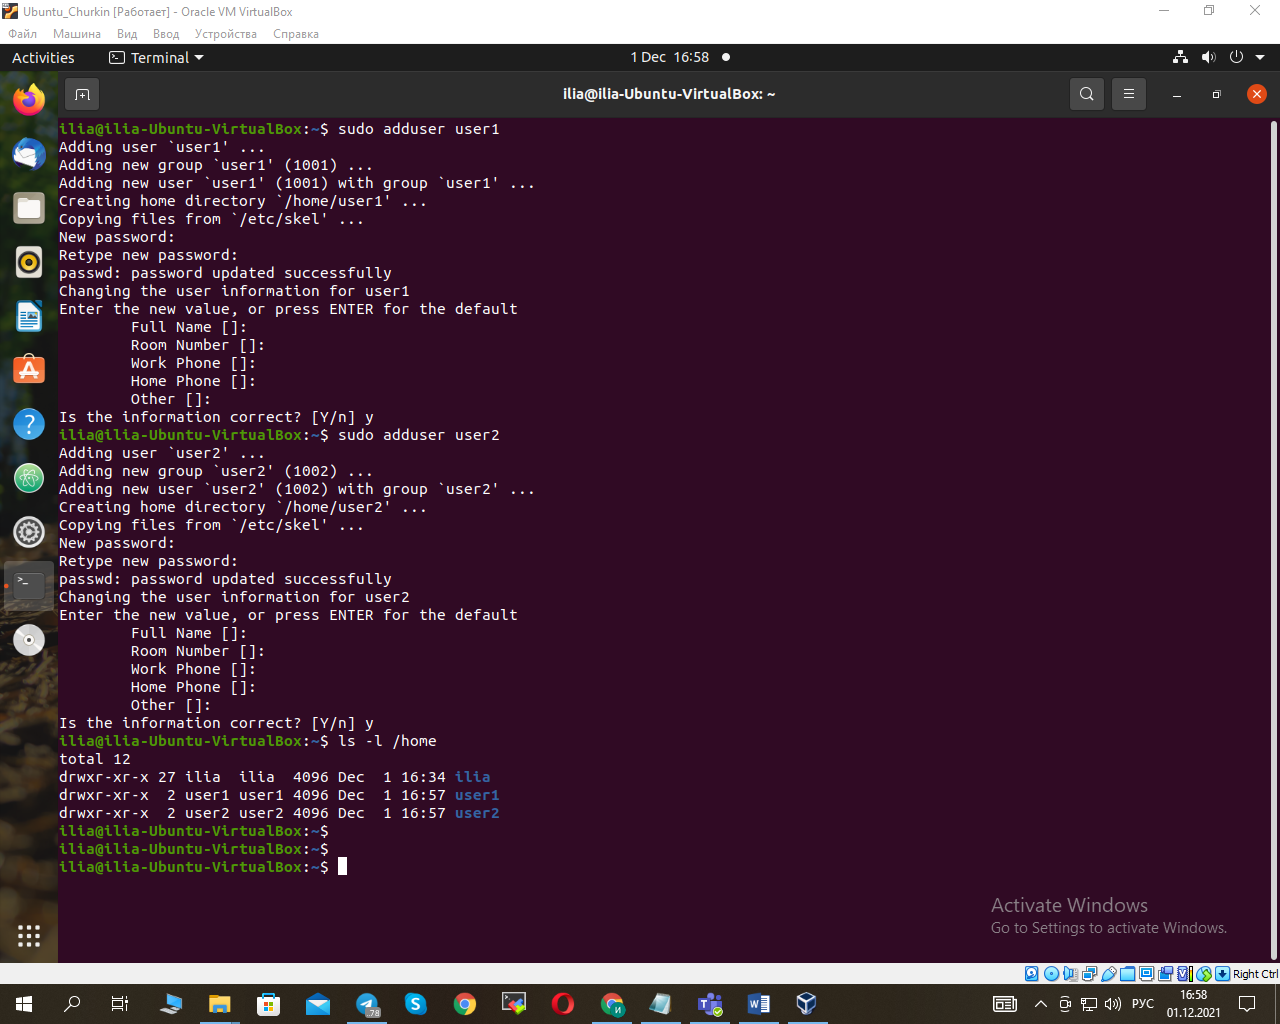 Ubuntu_Churkin [Работает] - Oracle VM VirtualBox
Файл Машина Вид Ввод Устройства Справка
Activities Terminal 1 Dec 16:58
ilia@ilia-Ubuntu-VirtualBox: ~
ilia@ilia-Ubuntu-VirtualBox:~$ sudo adduser user1
Adding user `user1' ...
Adding new group `user1' (1001) ...
Adding new user `user1' (1001) with group `user1' ...
Creating home directory `/home/user1' ...
Copying files from `/etc/skel' ...
New password:
Retype new password:
passwd: password updated successfully
Changing the user information for user1
Enter the new value, or press ENTER for the default
Full Name []:
Room Number []:
Work Phone []:
Home Phone []:
Other []:
Is the information correct? [Y/n] y
ilia@ilia-Ubuntu-VirtualBox:~$ sudo adduser user2
Adding user `user2' ...
Adding new group `user2' (1002) ...
Adding new user `user2' (1002) with group `user2' ...
Creating home directory `/home/user2' ...
Copying files from `/etc/skel' ...
New password:
Retype new password:
passwd: password updated successfully
Changing the user information for user2
Enter the new value, or press ENTER for the default
Full Name []:
Room Number []:
Work Phone []:
Home Phone []:
Other []:
Is the information correct? [Y/n] y
ilia@ilia-Ubuntu-VirtualBox:~$ ls -l /home
total 12
drwxr-xr-x 27 ilia  ilia  4096 Dec  1 16:34 ilia
drwxr-xr-x  2 user1 user1 4096 Dec  1 16:57 user1
drwxr-xr-x  2 user2 user2 4096 Dec  1 16:57 user2
ilia@ilia-Ubuntu-VirtualBox:~$
ilia@ilia-Ubuntu-VirtualBox:~$
ilia@ilia-Ubuntu-VirtualBox:~$
Activate Windows
Go to Settings to activate Windows.
Right Ctrl
.78
РУС
16:58
01.12.2021